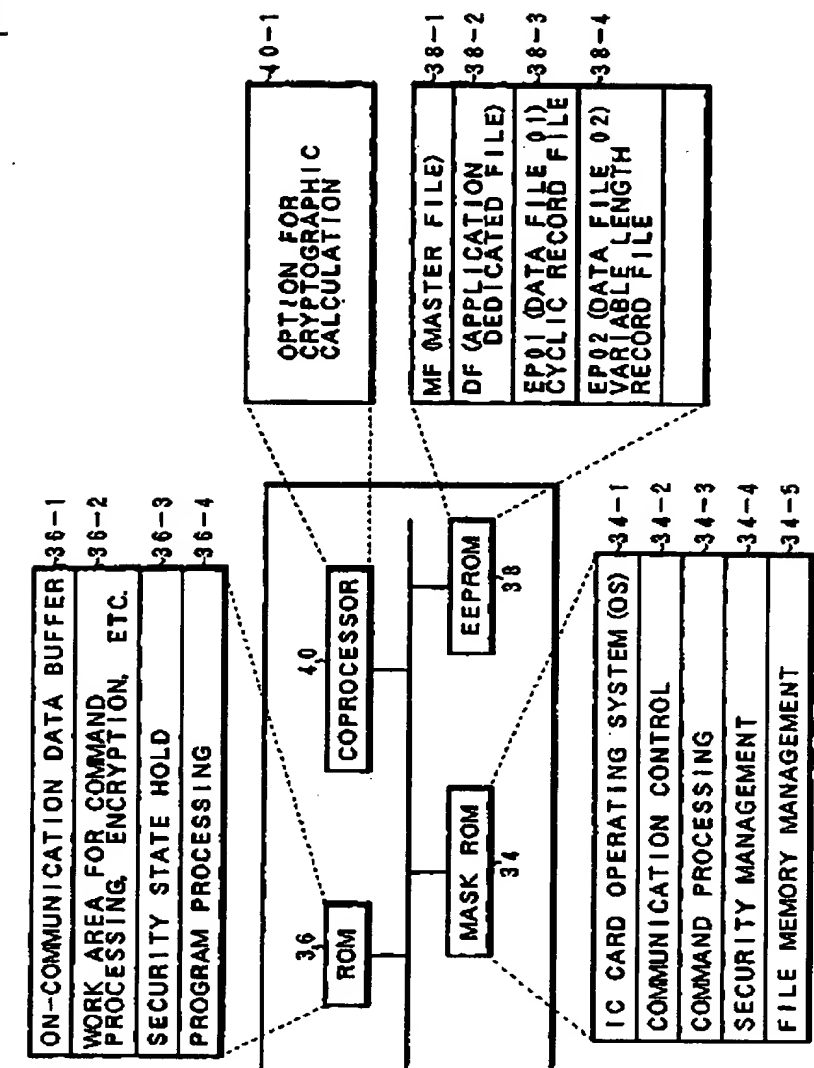 ON-COMMUNICATION DATA BUFFER 36-1
WORK AREA FOR COMMAND
PROCESSING, ENCRYPTION, ETC. 36-2
SECURITY STATE HOLD 36-3
PROGRAM PROCESSING 36-4
OPTION FOR
CRYPTOGRAPHIC
CALCULATION
40-1
36
ROM
40
COPROCESSOR
MASK ROM
34
EEPROM
38
MF (MASTER FILE) 38-1
DF (APPLICATION
DEDICATED FILE) 38-2
EP01 (DATA FILE 01)
CYCLIC RECORD FILE 38-3
EP02 (DATA FILE 02)
VARIABLE LENGTH
RECORD FILE 38-4
IC CARD OPERATING SYSTEM (OS) 34-1
COMMUNICATION CONTROL 34-2
COMMAND PROCESSING 34-3
SECURITY MANAGEMENT 34-4
FILE MEMORY MANAGEMENT 34-5